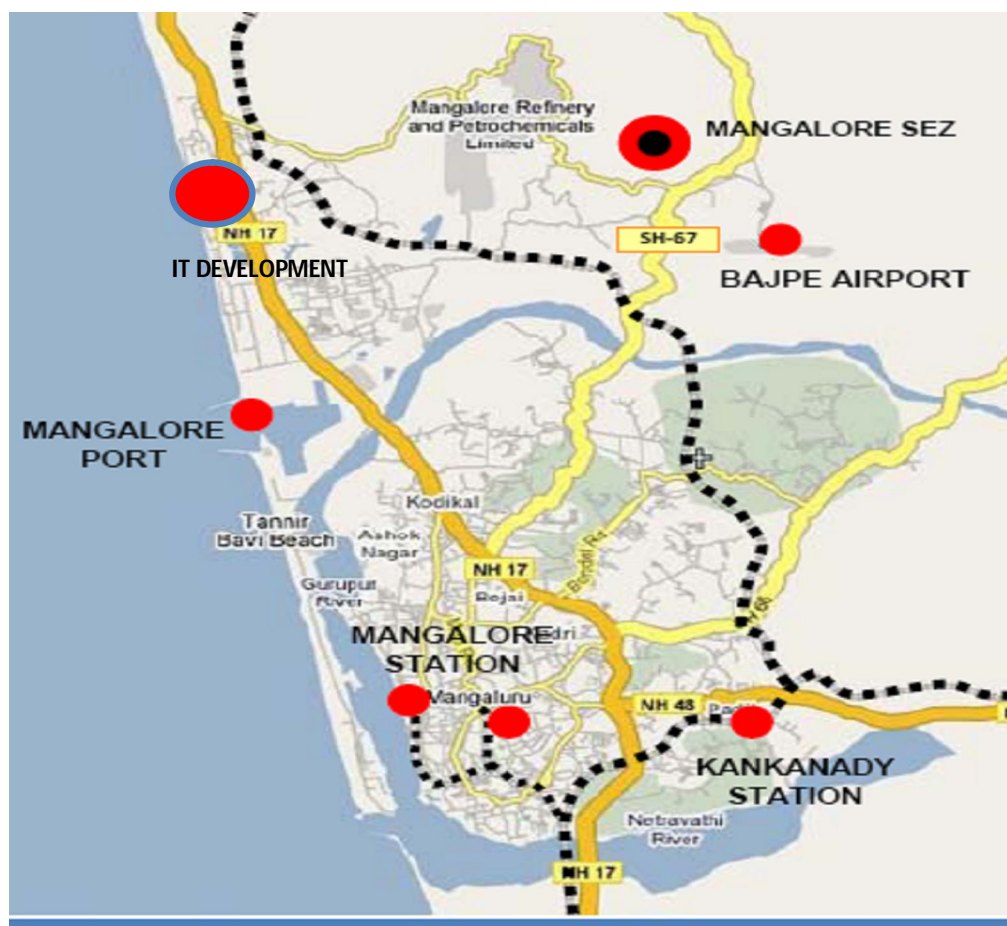 Mangalore Refinery
and Petrochemicals
Limited
MANGALORE SEZ
NH 17
SH-67
IT DEVELOPMENT
BAJPE AIRPORT
MANGALORE
PORT
Kodikal
Tannir
Bavi Beach
Ashok
Nagar
NH 17
Bondel Rd
Gurupur
River
Bejai
MANGALORE
STATION
Mangaluru
NH 48
KANKANADY
STATION
Netravathi
River
NH 17